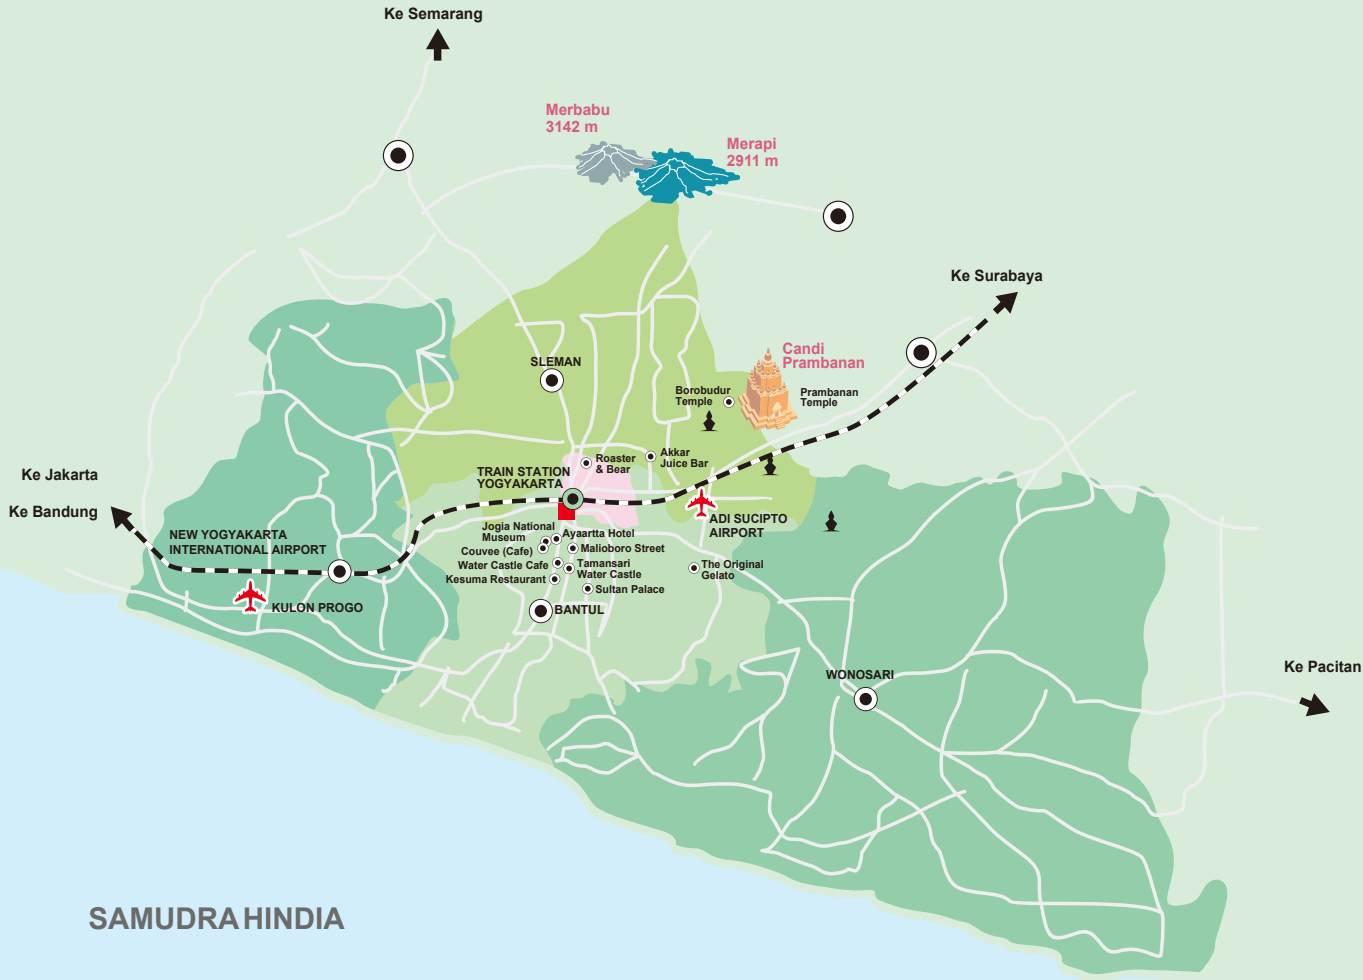 Ke Semarang
Merbabu
3142 m
Merapi
2911 m
Ke Surabaya
Candi
Prambanan
SLEMAN
Borobudur
Temple
Prambanan
Temple
Roaster
& Bear
Akkar
Juice Bar
TRAIN STATION
YOGYAKARTA
Ke Jakarta
Ke Bandung
NEW YOGYAKARTA
INTERNATIONAL AIRPORT
KULON PROGO
ADI SUCIPTO
AIRPORT
Jogia National
Museum
Ayaartta Hotel
Couvee (Cafe)
Malioboro Street
Water Castle Cafe
Tamansari
Water Castle
Kesuma Restaurant
Sultan Palace
The Original
Gelato
BANTUL
WONOSARI
Ke Pacitan
SAMUDRA HINDIA